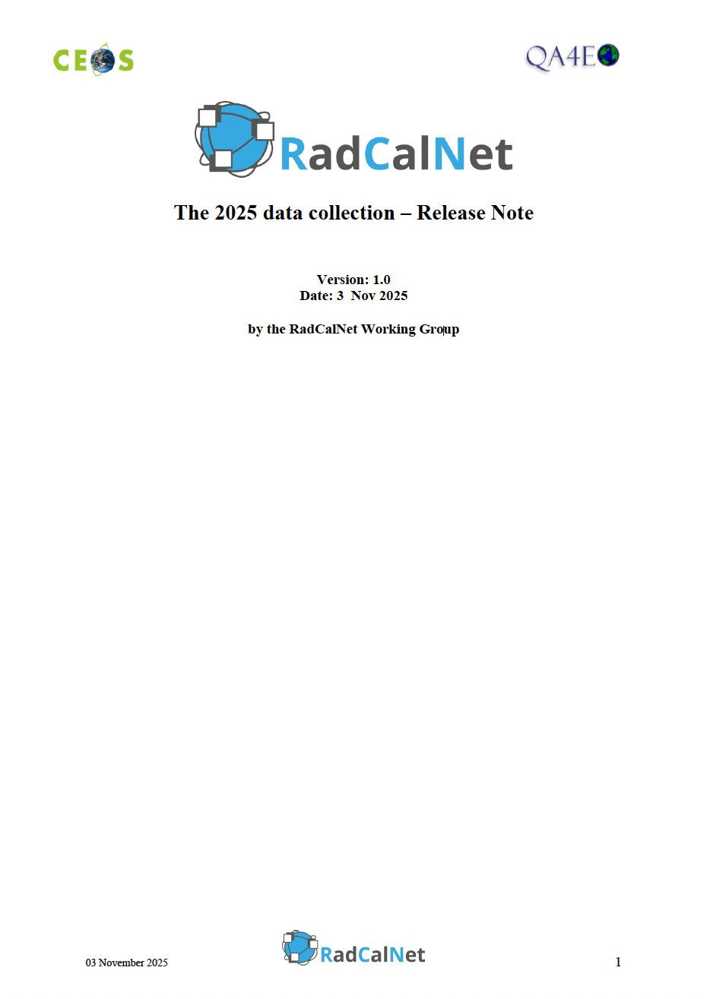 CEOS
QA4EO
RadCalNet
The 2025 data collection – Release Note
Version: 1.0
Date: 3  Nov 2025
by the RadCalNet Working Group
03 November 2025
RadCalNet
1